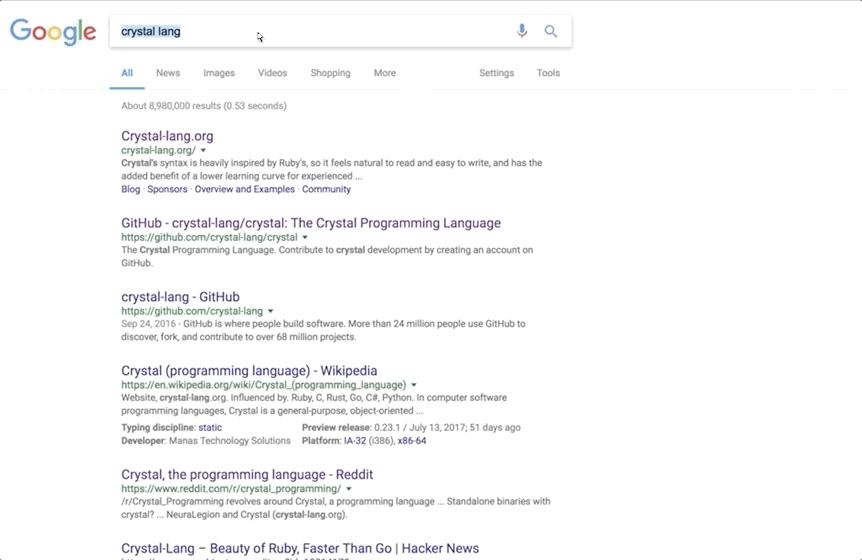 Google
crystal lang
All News Images Videos Shopping More Settings Tools
About 8,980,000 results (0.53 seconds)
Crystal-lang.org
crystal-lang.org/
Crystal's syntax is heavily inspired by Ruby's, so it feels natural to read and easy to write, and has the
added benefit of a lower learning curve for experienced ...
Blog · Sponsors · Overview and Examples · Community
GitHub - crystal-lang/crystal: The Crystal Programming Language
https://github.com/crystal-lang/crystal
The Crystal Programming Language. Contribute to crystal development by creating an account on
GitHub.
crystal-lang - GitHub
https://github.com/crystal-lang
Sep 24, 2016 - GitHub is where people build software. More than 24 million people use GitHub to
discover, fork, and contribute to over 68 million projects.
Crystal (programming language) - Wikipedia
https://en.wikipedia.org/wiki/Crystal_(programming_language)
Website, crystal-lang.org. Influenced by. Ruby, C, Rust, Go, C#, Python. In computer software
programming languages, Crystal is a general-purpose, object-oriented ...
Typing discipline: static Preview release: 0.23.1 / July 13, 2017; 51 days ago
Developer: Manas Technology Solutions Platform: IA-32 (i386), x86-64
Crystal, the programming language - Reddit
https://www.reddit.com/r/crystal_programming/
/r/Crystal_Programming revolves around Crystal, a programming language ... Standalone binaries with
crystal? ... NeuraLegion and Crystal (crystal-lang.org).
Crystal-Lang – Beauty of Ruby, Faster Than Go | Hacker News